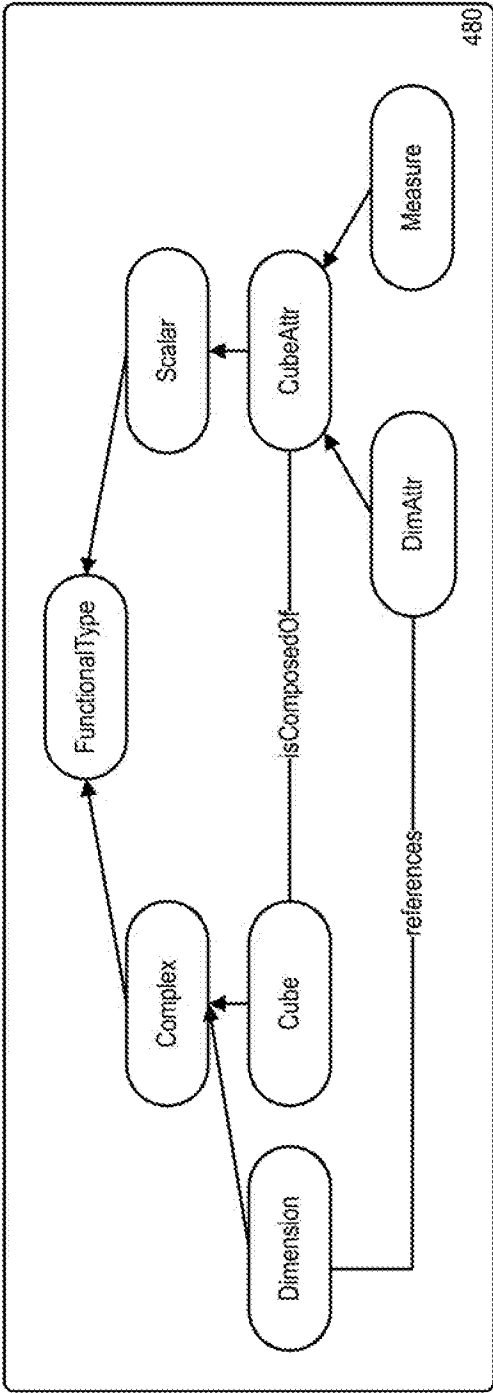 FunctionalType
Complex
Scalar
Dimension
Cube
isComposedOf
CubeAttr
references
DimAttr
Measure
480